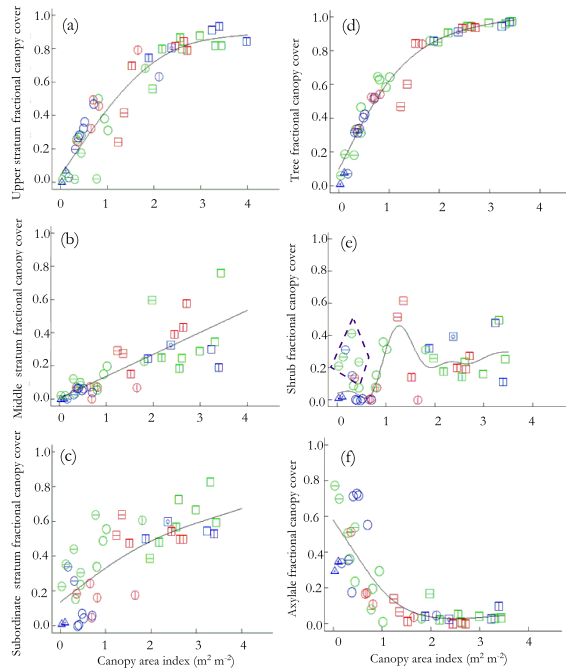 (a)
Upper stratum fractional canopy cover
1.0
0.8
0.6
0.4
0.2
0.0
0 1 2 3 4
(d)
Tree fractional canopy cover
1.0
0.8
0.6
0.4
0.2
0.0
0 1 2 3 4
(b)
Middle stratum fractional canopy cover
1.0
0.8
0.6
0.4
0.2
0.0
0 1 2 3 4
(e)
Shrub fractional canopy cover
1.0
0.8
0.6
0.4
0.2
0.0
0 1 2 3 4
(c)
Subordinate stratum fractional canopy cover
1.0
0.8
0.6
0.4
0.2
0.0
0 1 2 3 4
Canopy area index (m² m⁻²)
(f)
Axylale fractional canopy cover
1.0
0.8
0.6
0.4
0.2
0.0
0 1 2 3 4
Canopy area index (m² m⁻²)